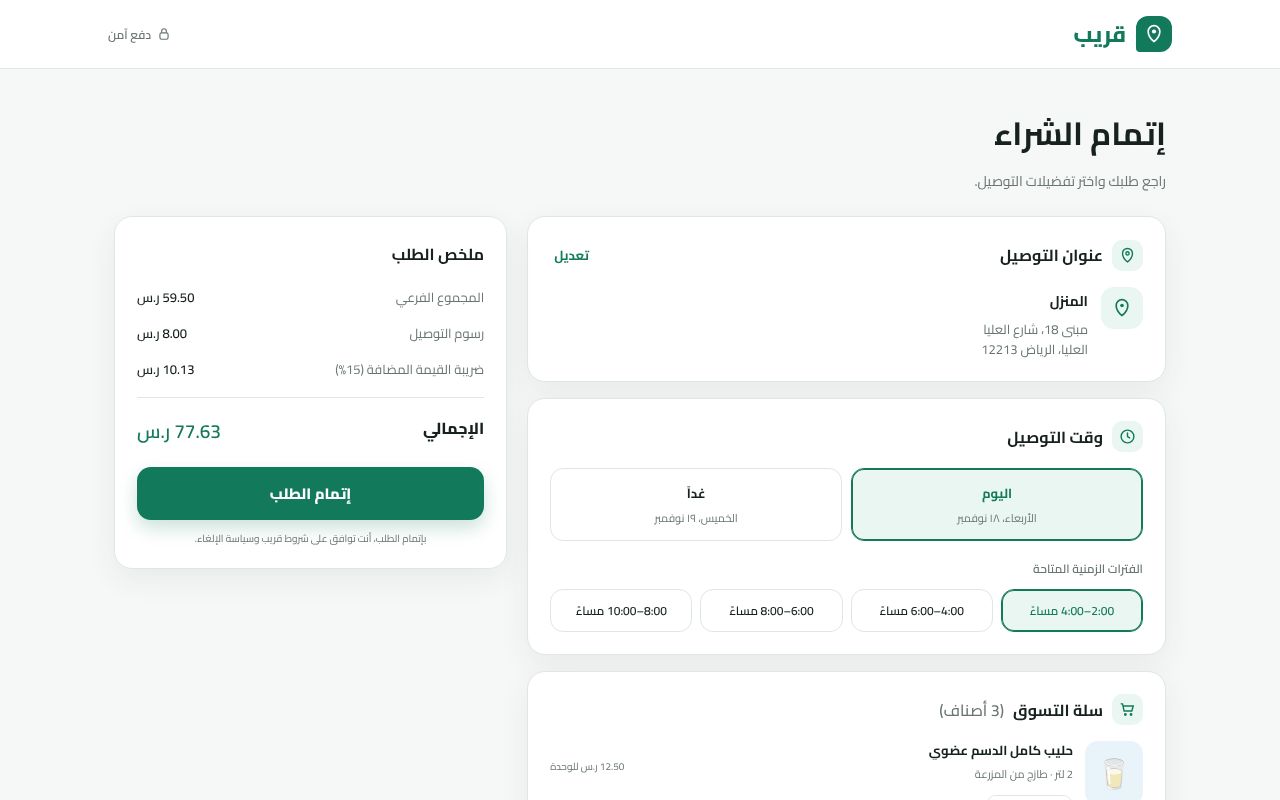 قريب
دفع آمن
إتمام الشراء
راجع طلبك واختر تفضيلات التوصيل.
عنوان التوصيل
تعديل
المنزل
مبنى 18، شارع العليا
العليا، الرياض 12213
وقت التوصيل
اليوم
الأربعاء، ١٨ نوفمبر
غداً
الخميس، ١٩ نوفمبر
الفترات الزمنية المتاحة
2:00–4:00 مساءً
4:00–6:00 مساءً
6:00–8:00 مساءً
8:00–10:00 مساءً
سلة التسوق (3 أصناف)
حليب كامل الدسم عضوي
2 لتر · طازج من المزرعة
12.50 ر.س للوحدة
ملخص الطلب
المجموع الفرعي 59.50 ر.س
رسوم التوصيل 8.00 ر.س
ضريبة القيمة المضافة (15%) 10.13 ر.س
الإجمالي 77.63 ر.س
إتمام الطلب
بإتمام الطلب، أنت توافق على شروط قريب وسياسة الإلغاء.